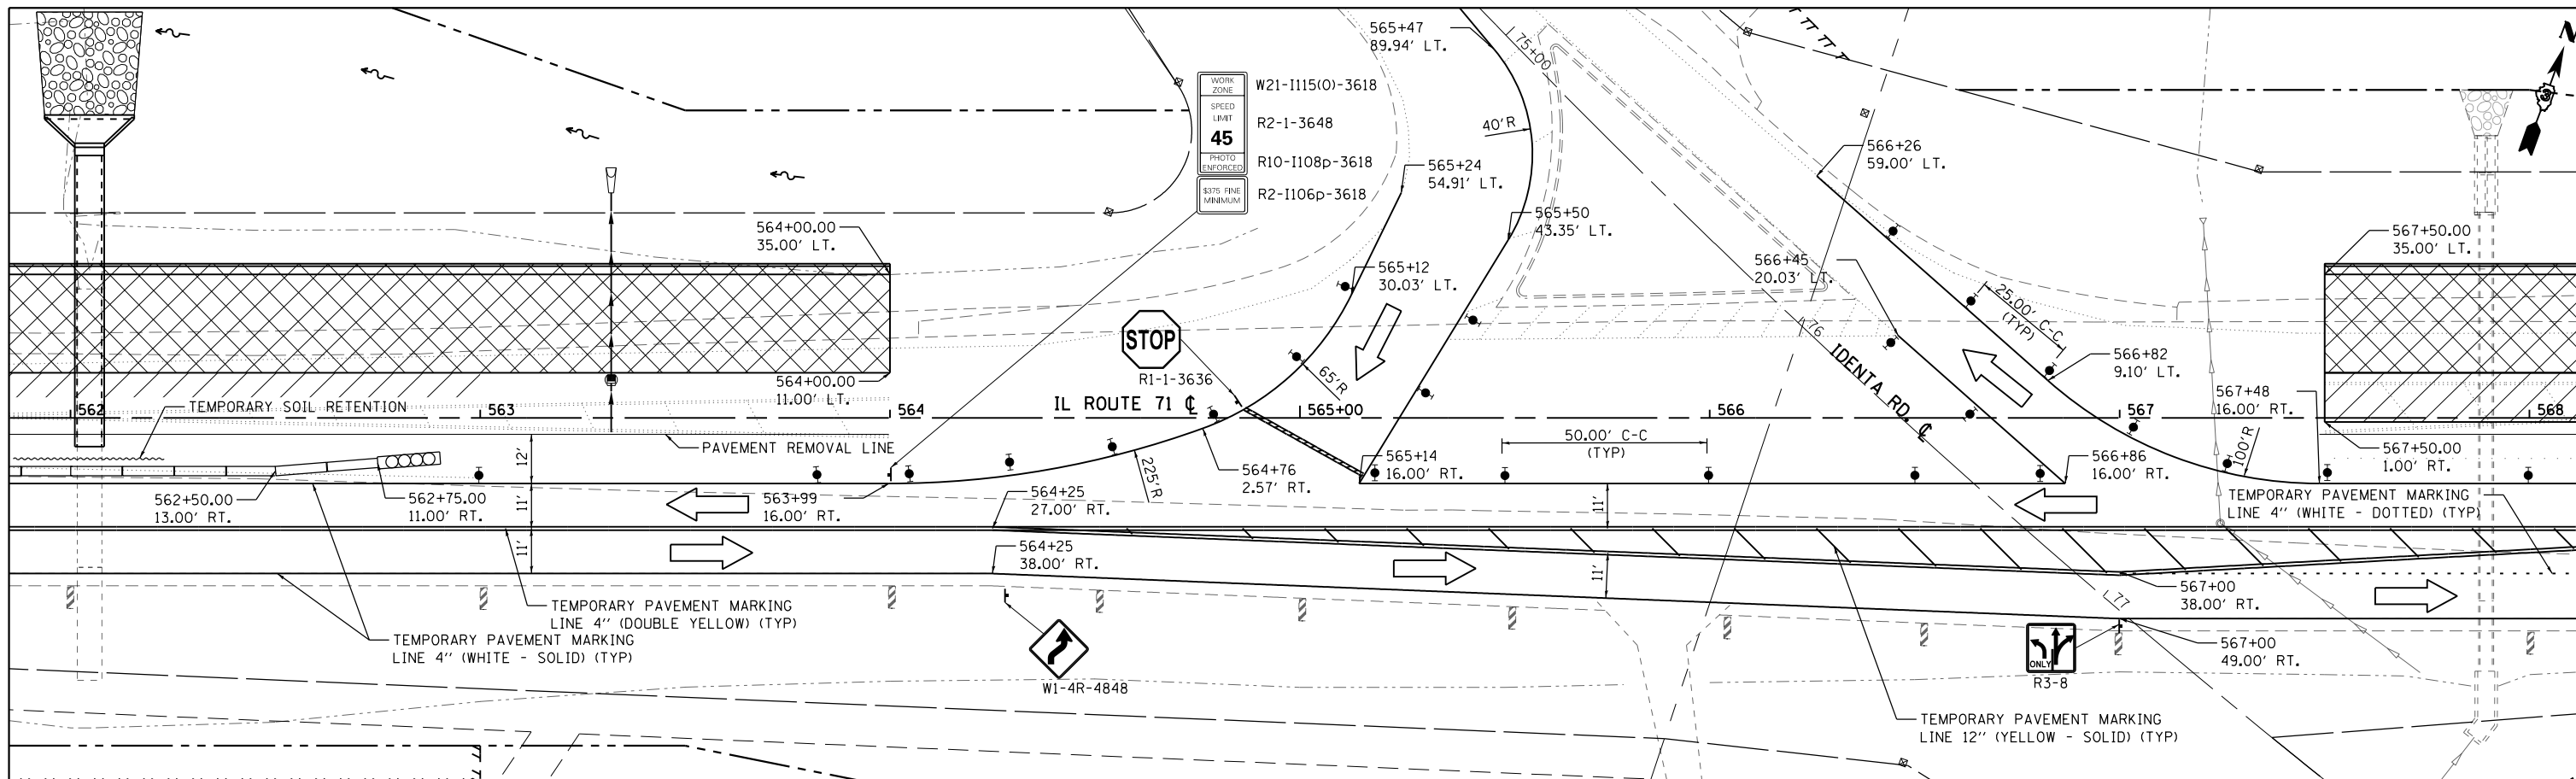 565+47
89.94' LT.
75+00
N
3
WORK
ZONE
SPEED
LIMIT
45
PHOTO
ENFORCED
$375 FINE
MINIMUM
W21-I115(O)-3618
R2-1-3648
R10-I108p-3618
R2-I106p-3618
40'R
565+24
54.91' LT.
566+26
59.00' LT.
564+00.00
35.00' LT.
565+50
43.35' LT.
567+50.00
35.00' LT.
565+12
30.03' LT.
566+45
20.03' LT.
25.00' C-C
(TYP)
STOP
R1-1-3636
65'R
76
IDENTA RD. ℄
566+82
9.10' LT.
564+00.00
11.00' LT.
567+48
16.00' RT.
562
TEMPORARY SOIL RETENTION
563
564
IL ROUTE 71 ℄
565+00
566
567
568
PAVEMENT REMOVAL LINE
12'
50.00' C-C
(TYP)
564+76
2.57' RT.
565+14
16.00' RT.
566+86
16.00' RT.
100'R
567+50.00
1.00' RT.
562+50.00
13.00' RT.
562+75.00
11.00' RT.
11'
563+99
16.00' RT.
225'R
564+25
27.00' RT.
11'
TEMPORARY PAVEMENT MARKING
LINE 4" (WHITE - DOTTED) (TYP)
11'
564+25
38.00' RT.
11'
567+00
38.00' RT.
TEMPORARY PAVEMENT MARKING
LINE 4" (DOUBLE YELLOW) (TYP)
77
TEMPORARY PAVEMENT MARKING
LINE 4" (WHITE - SOLID) (TYP)
W1-4R-4848
ONLY
R3-8
567+00
49.00' RT.
TEMPORARY PAVEMENT MARKING
LINE 12" (YELLOW - SOLID) (TYP)